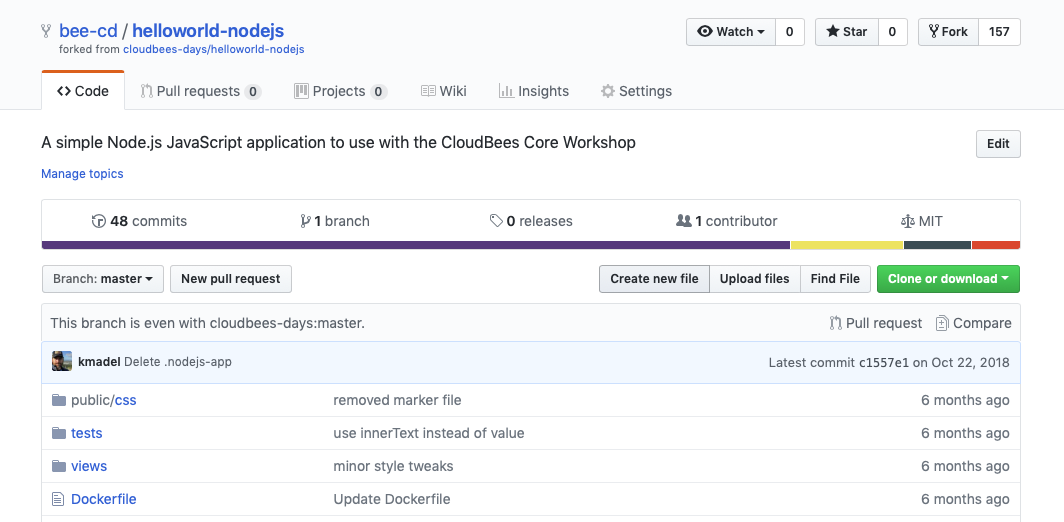 bee-cd / helloworld-nodejs
forked from cloudbees-days/helloworld-nodejs
Watch 0 Star 0 Fork 157
Code Pull requests 0 Projects 0 Wiki Insights Settings
A simple Node.js JavaScript application to use with the CloudBees Core Workshop Edit
Manage topics
48 commits 1 branch 0 releases 1 contributor MIT
Branch: master New pull request Create new file Upload files Find File Clone or download
This branch is even with cloudbees-days:master. Pull request Compare
kmadel Delete .nodejs-app Latest commit c1557e1 on Oct 22, 2018
public/css removed marker file 6 months ago
tests use innerText instead of value 6 months ago
views minor style tweaks 6 months ago
Dockerfile Update Dockerfile 6 months ago